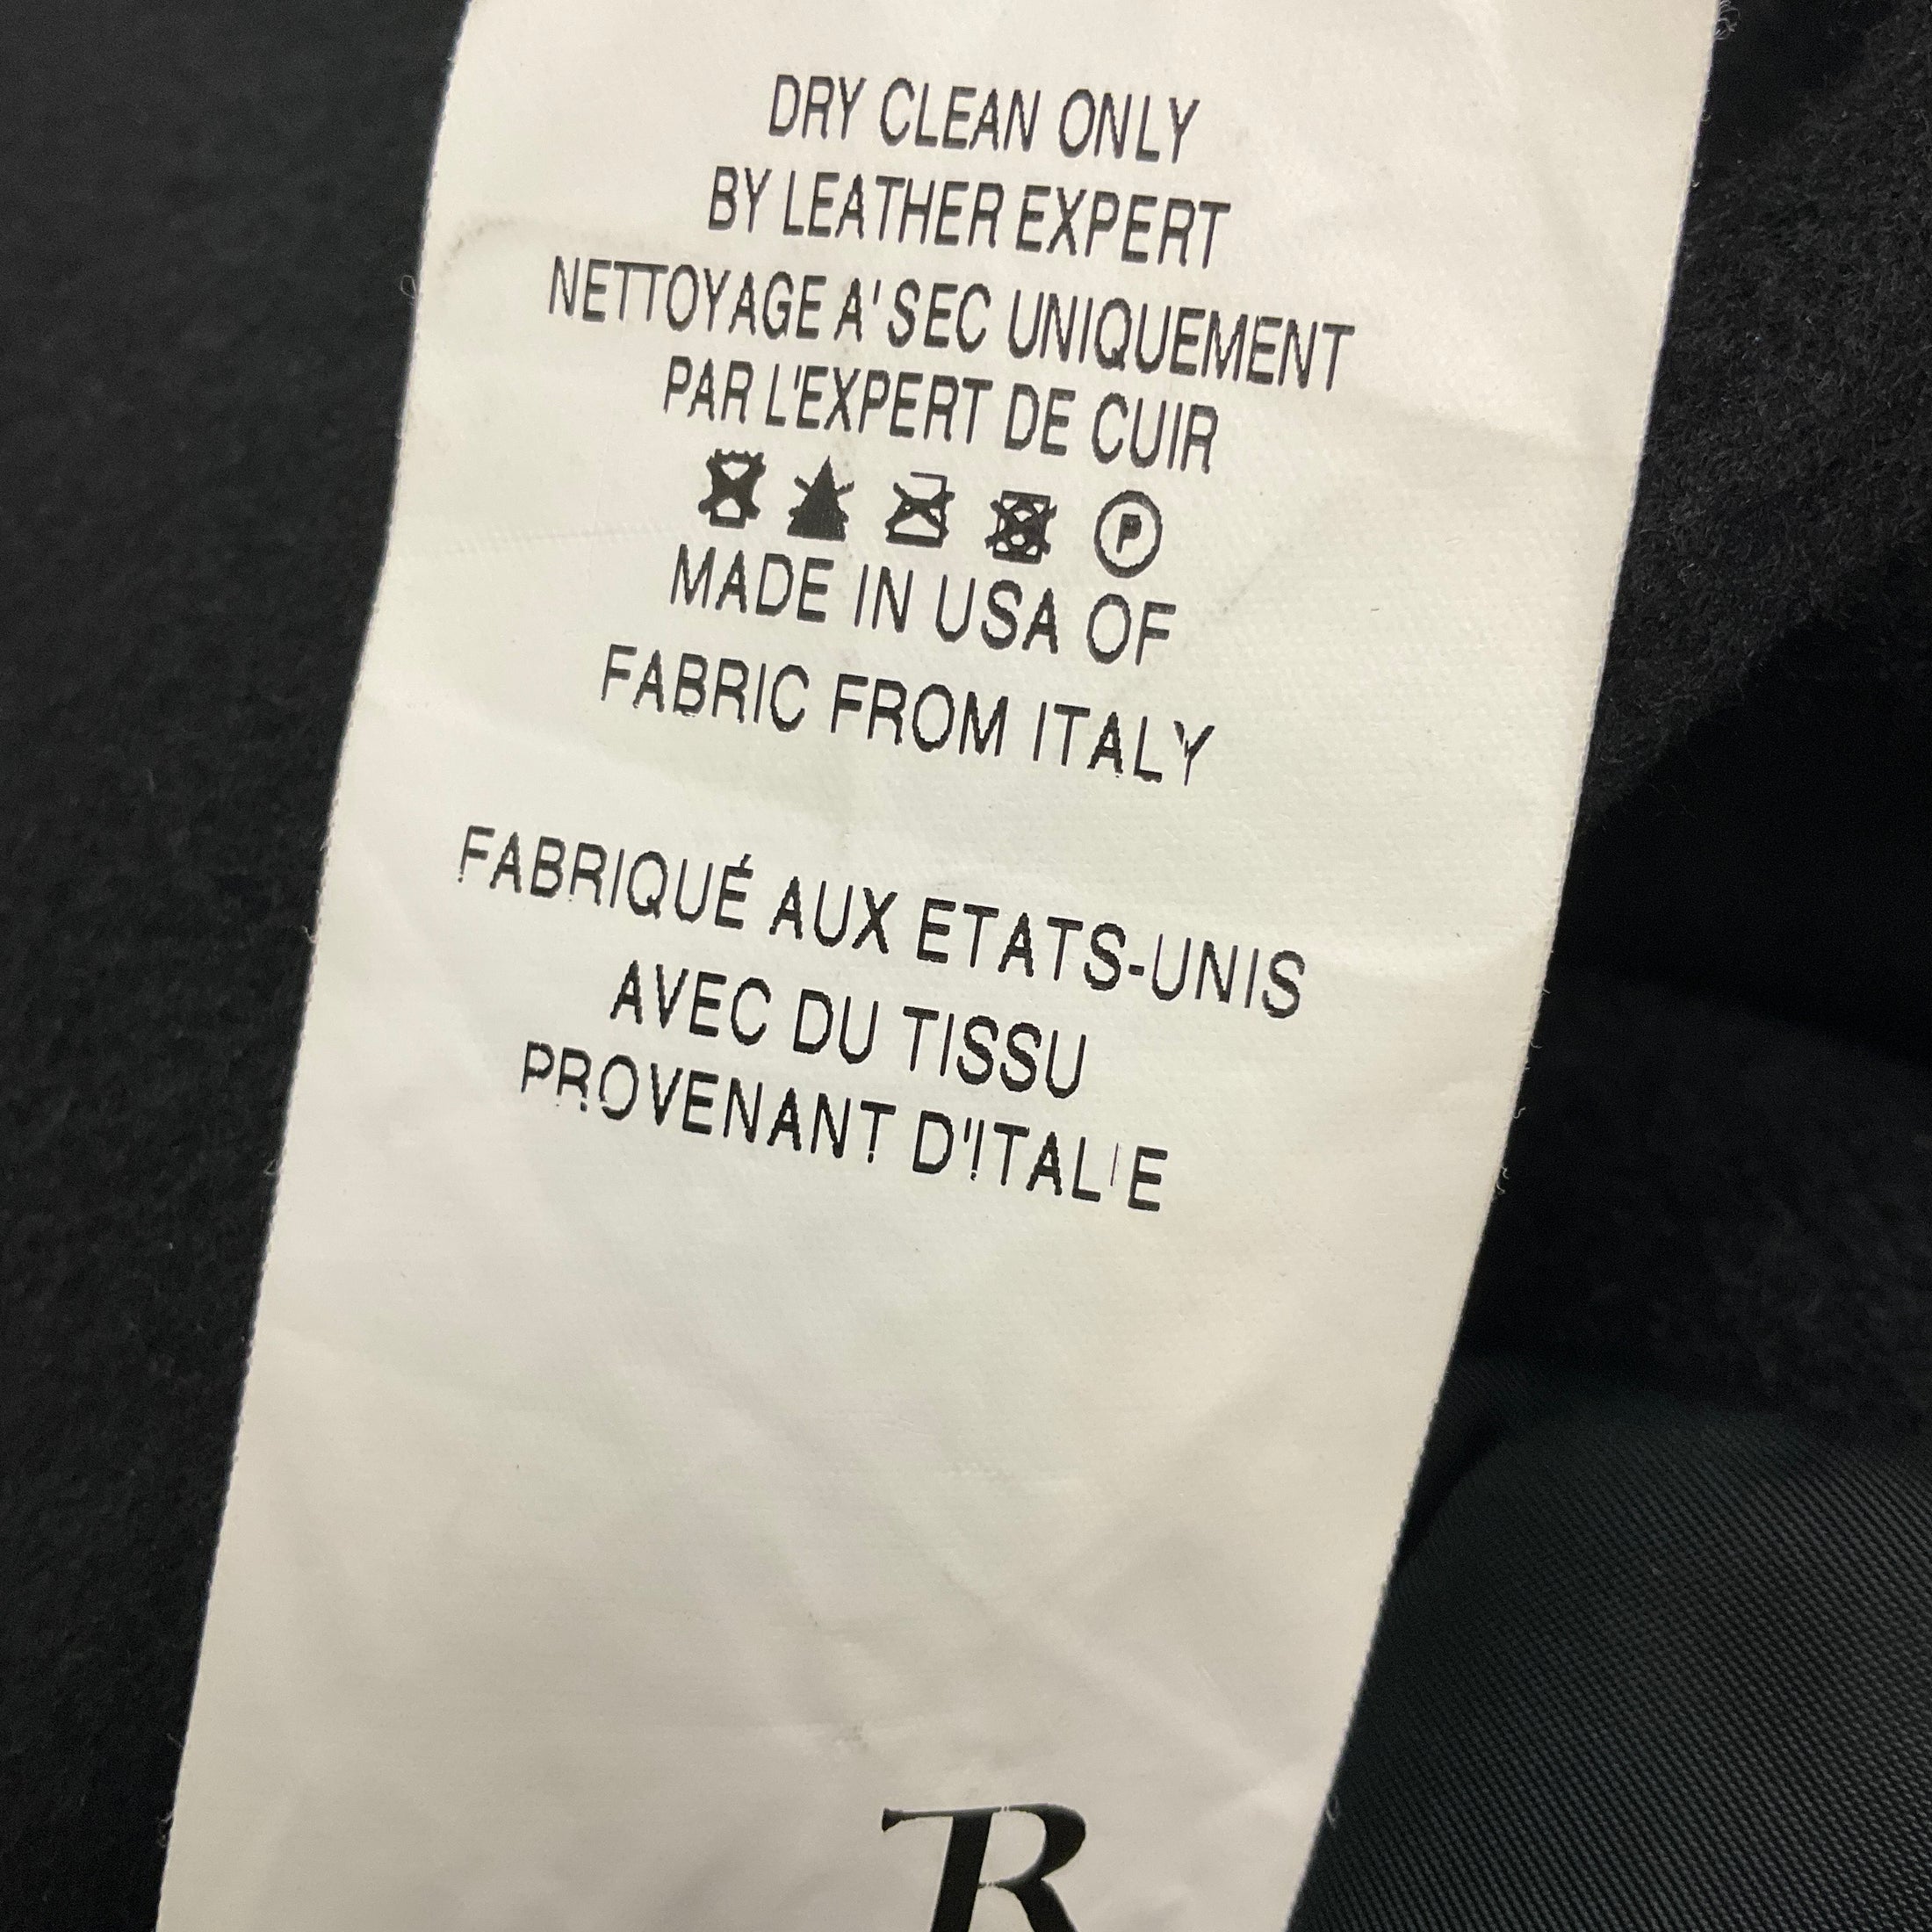 DRY CLEAN ONLY
BY LEATHER EXPERT
NETTOYAGE A' SEC UNIQUEMENT
PAR L'EXPERT DE CUIR
P
MADE IN USA OF
FABRIC FROM ITALY
FABRIQUÉ AUX ETATS-UNIS
AVEC DU TISSU
PROVENANT D'ITALIE
R